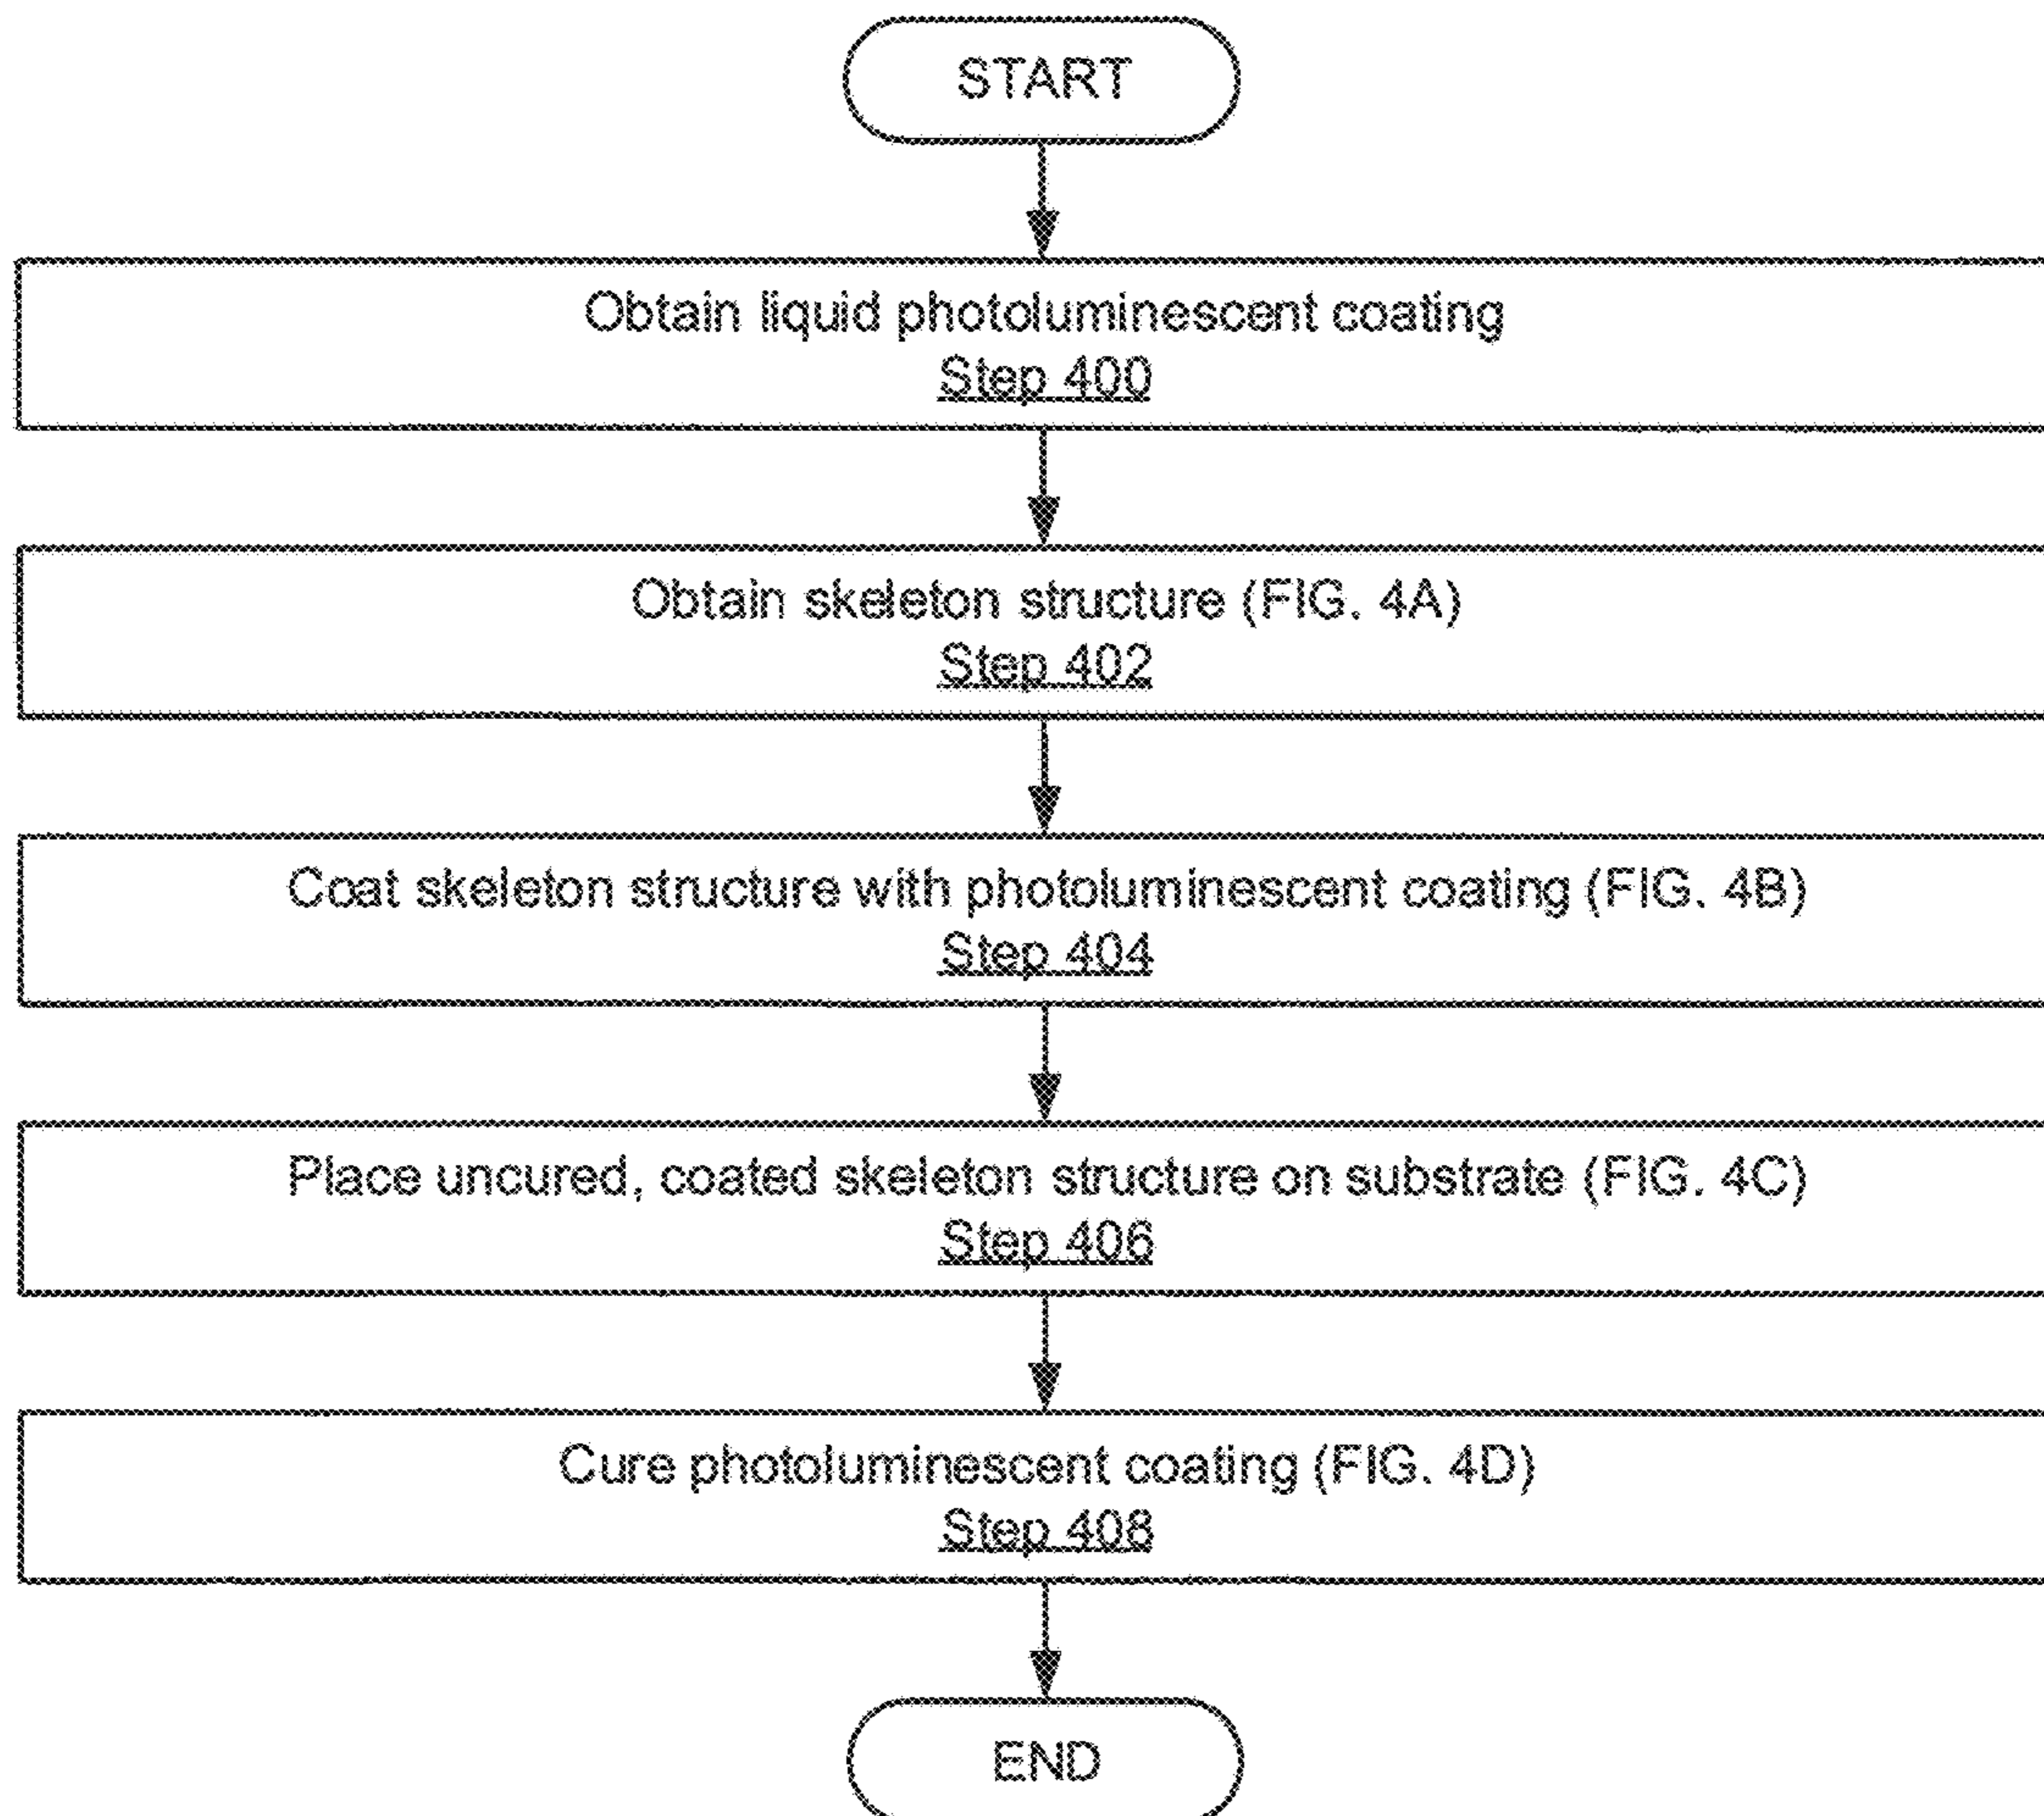 START
Obtain liquid photoluminescent coating
Step 400
Obtain skeleton structure (FIG. 4A)
Step 402
Coat skeleton structure with photoluminescent coating (FIG. 4B)
Step 404
Place uncured, coated skeleton structure on substrate (FIG. 4C)
Step 406
Cure photoluminescent coating (FIG. 4D)
Step 408
END